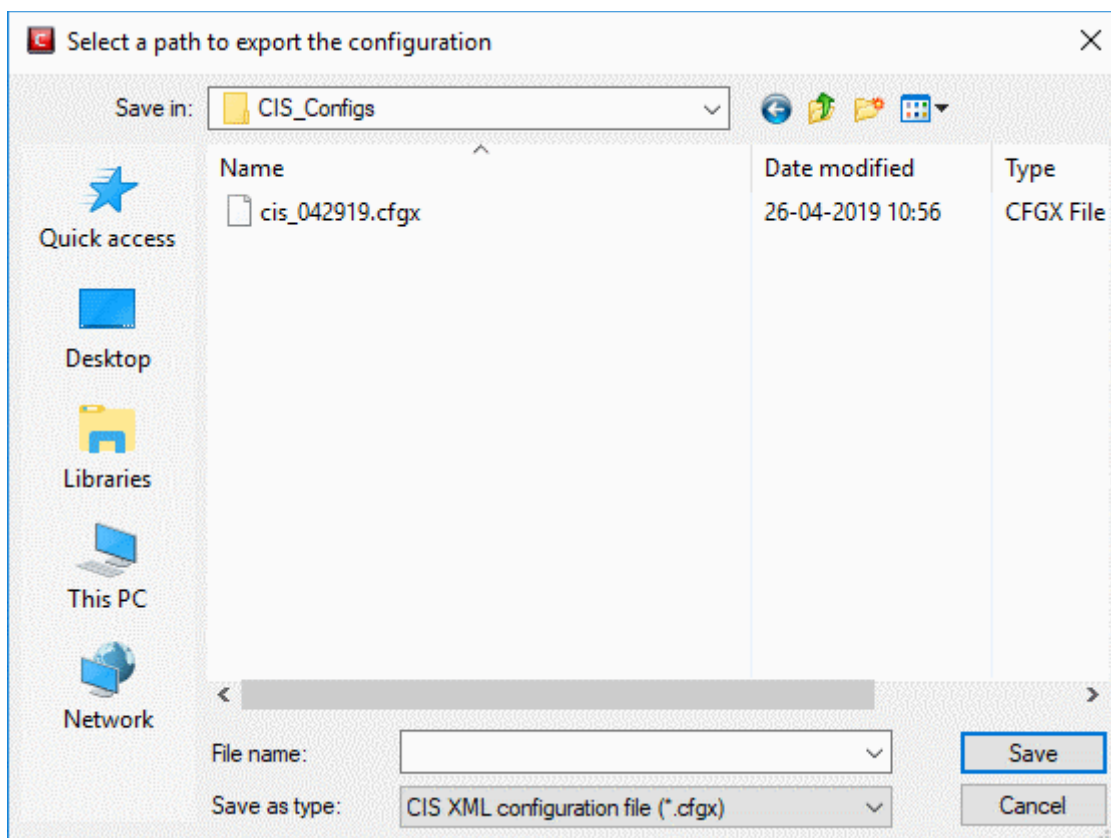 Select a path to export the configuration
Save in: CIS_Configs
Name Date modified Type
cis_042919.cfgx 26-04-2019 10:56 CFGX File
Quick access
Desktop
Libraries
This PC
Network
File name: Save
Save as type: CIS XML configuration file (*.cfgx) Cancel